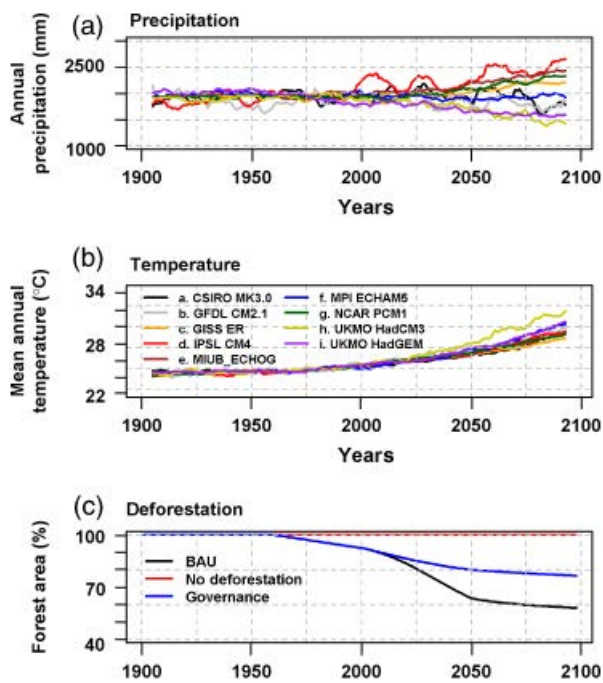 (a) Precipitation
Annual
precipitation (mm)
2500
1000
1900 1950 2000 2050 2100
Years
(b) Temperature
Mean annual
temperature (°C)
34
28
22
a. CSIRO MK3.0
b. GFDL CM2.1
c. GISS ER
d. IPSL CM4
e. MIUB_ECHOG
f. MPI ECHAM5
g. NCAR PCM1
h. UKMO HadCM3
i. UKMO HadGEM
1900 1950 2000 2050 2100
Years
(c) Deforestation
Forest area (%)
100
70
40
BAU
No deforestation
Governance
1900 1950 2000 2050 2100